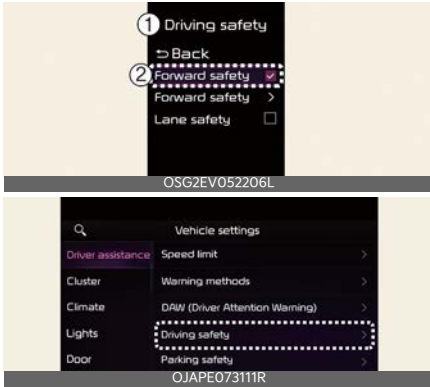 ① Driving safety
⮌ Back
② Forward safety
Forward safety >
Lane safety
OSG2EV052206L
Vehicle settings
Driver assistance Speed limit >
Cluster Warning methods >
Climate DAW (Driver Attention Warning) >
Lights Driving safety >
Door Parking safety >
OJAPE073111R